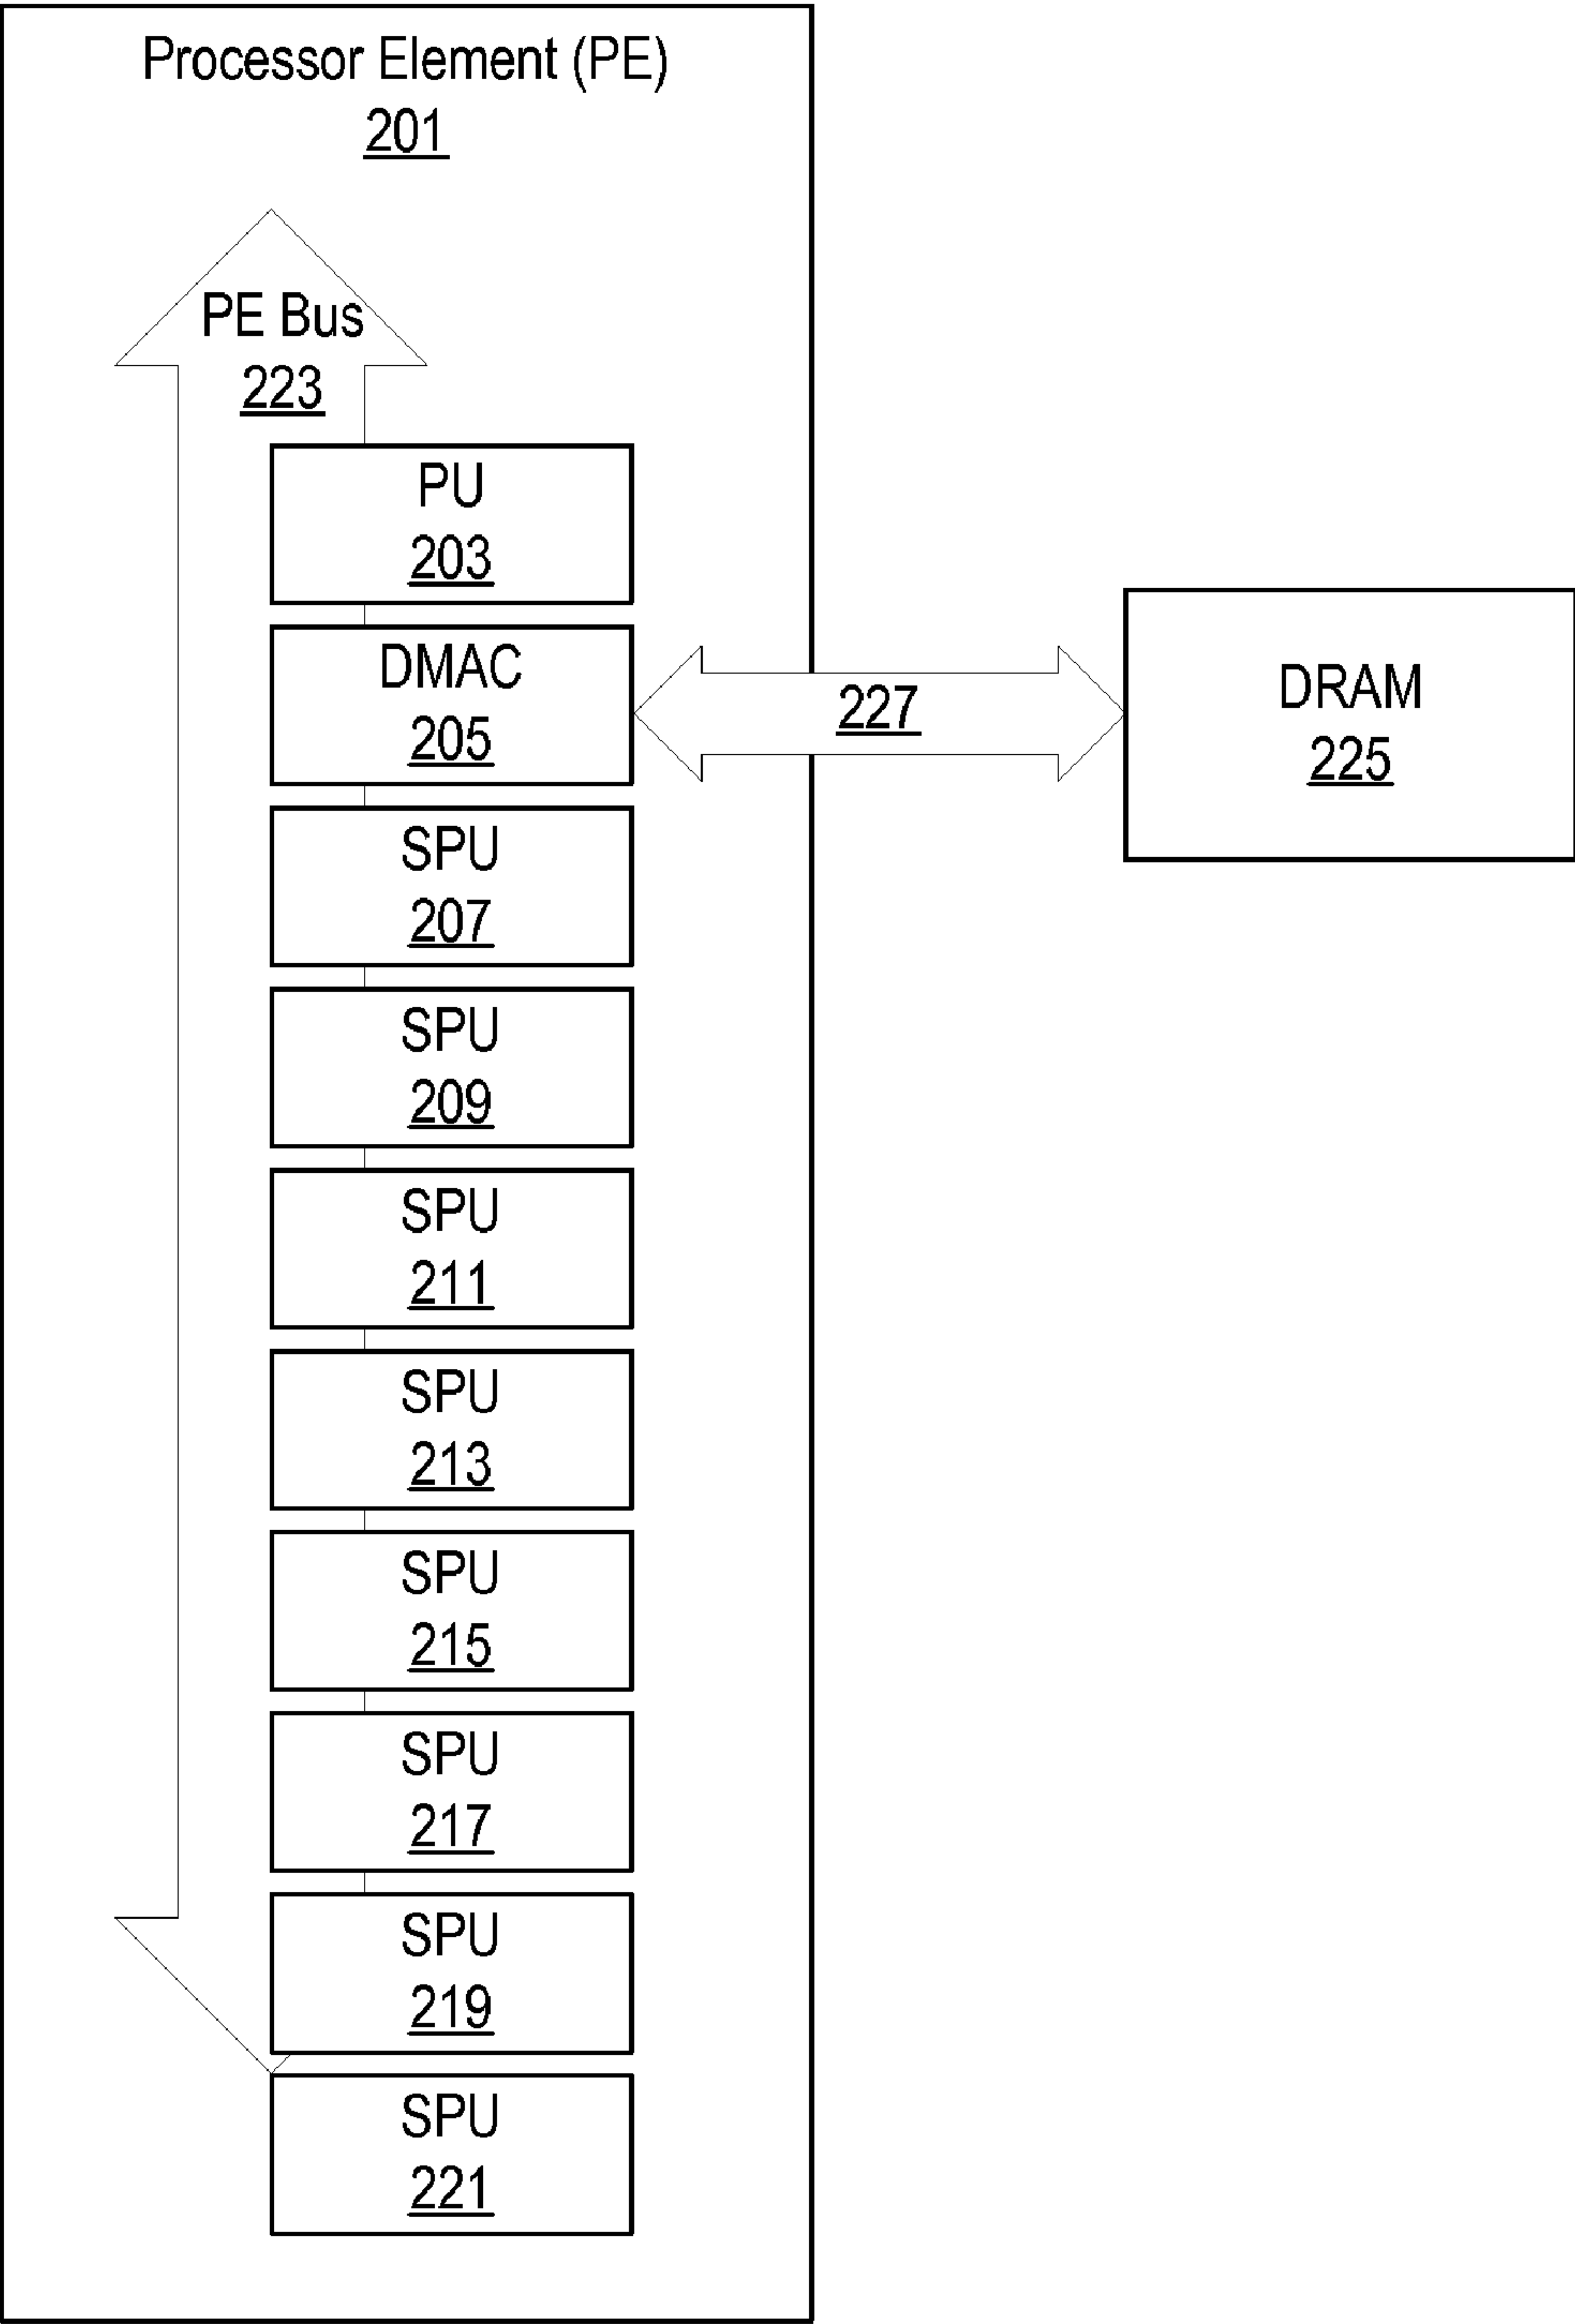 Processor Element (PE)
201
PE Bus
223
PU
203
DMAC
205
227
DRAM
225
SPU
207
SPU
209
SPU
211
SPU
213
SPU
215
SPU
217
SPU
219
SPU
221